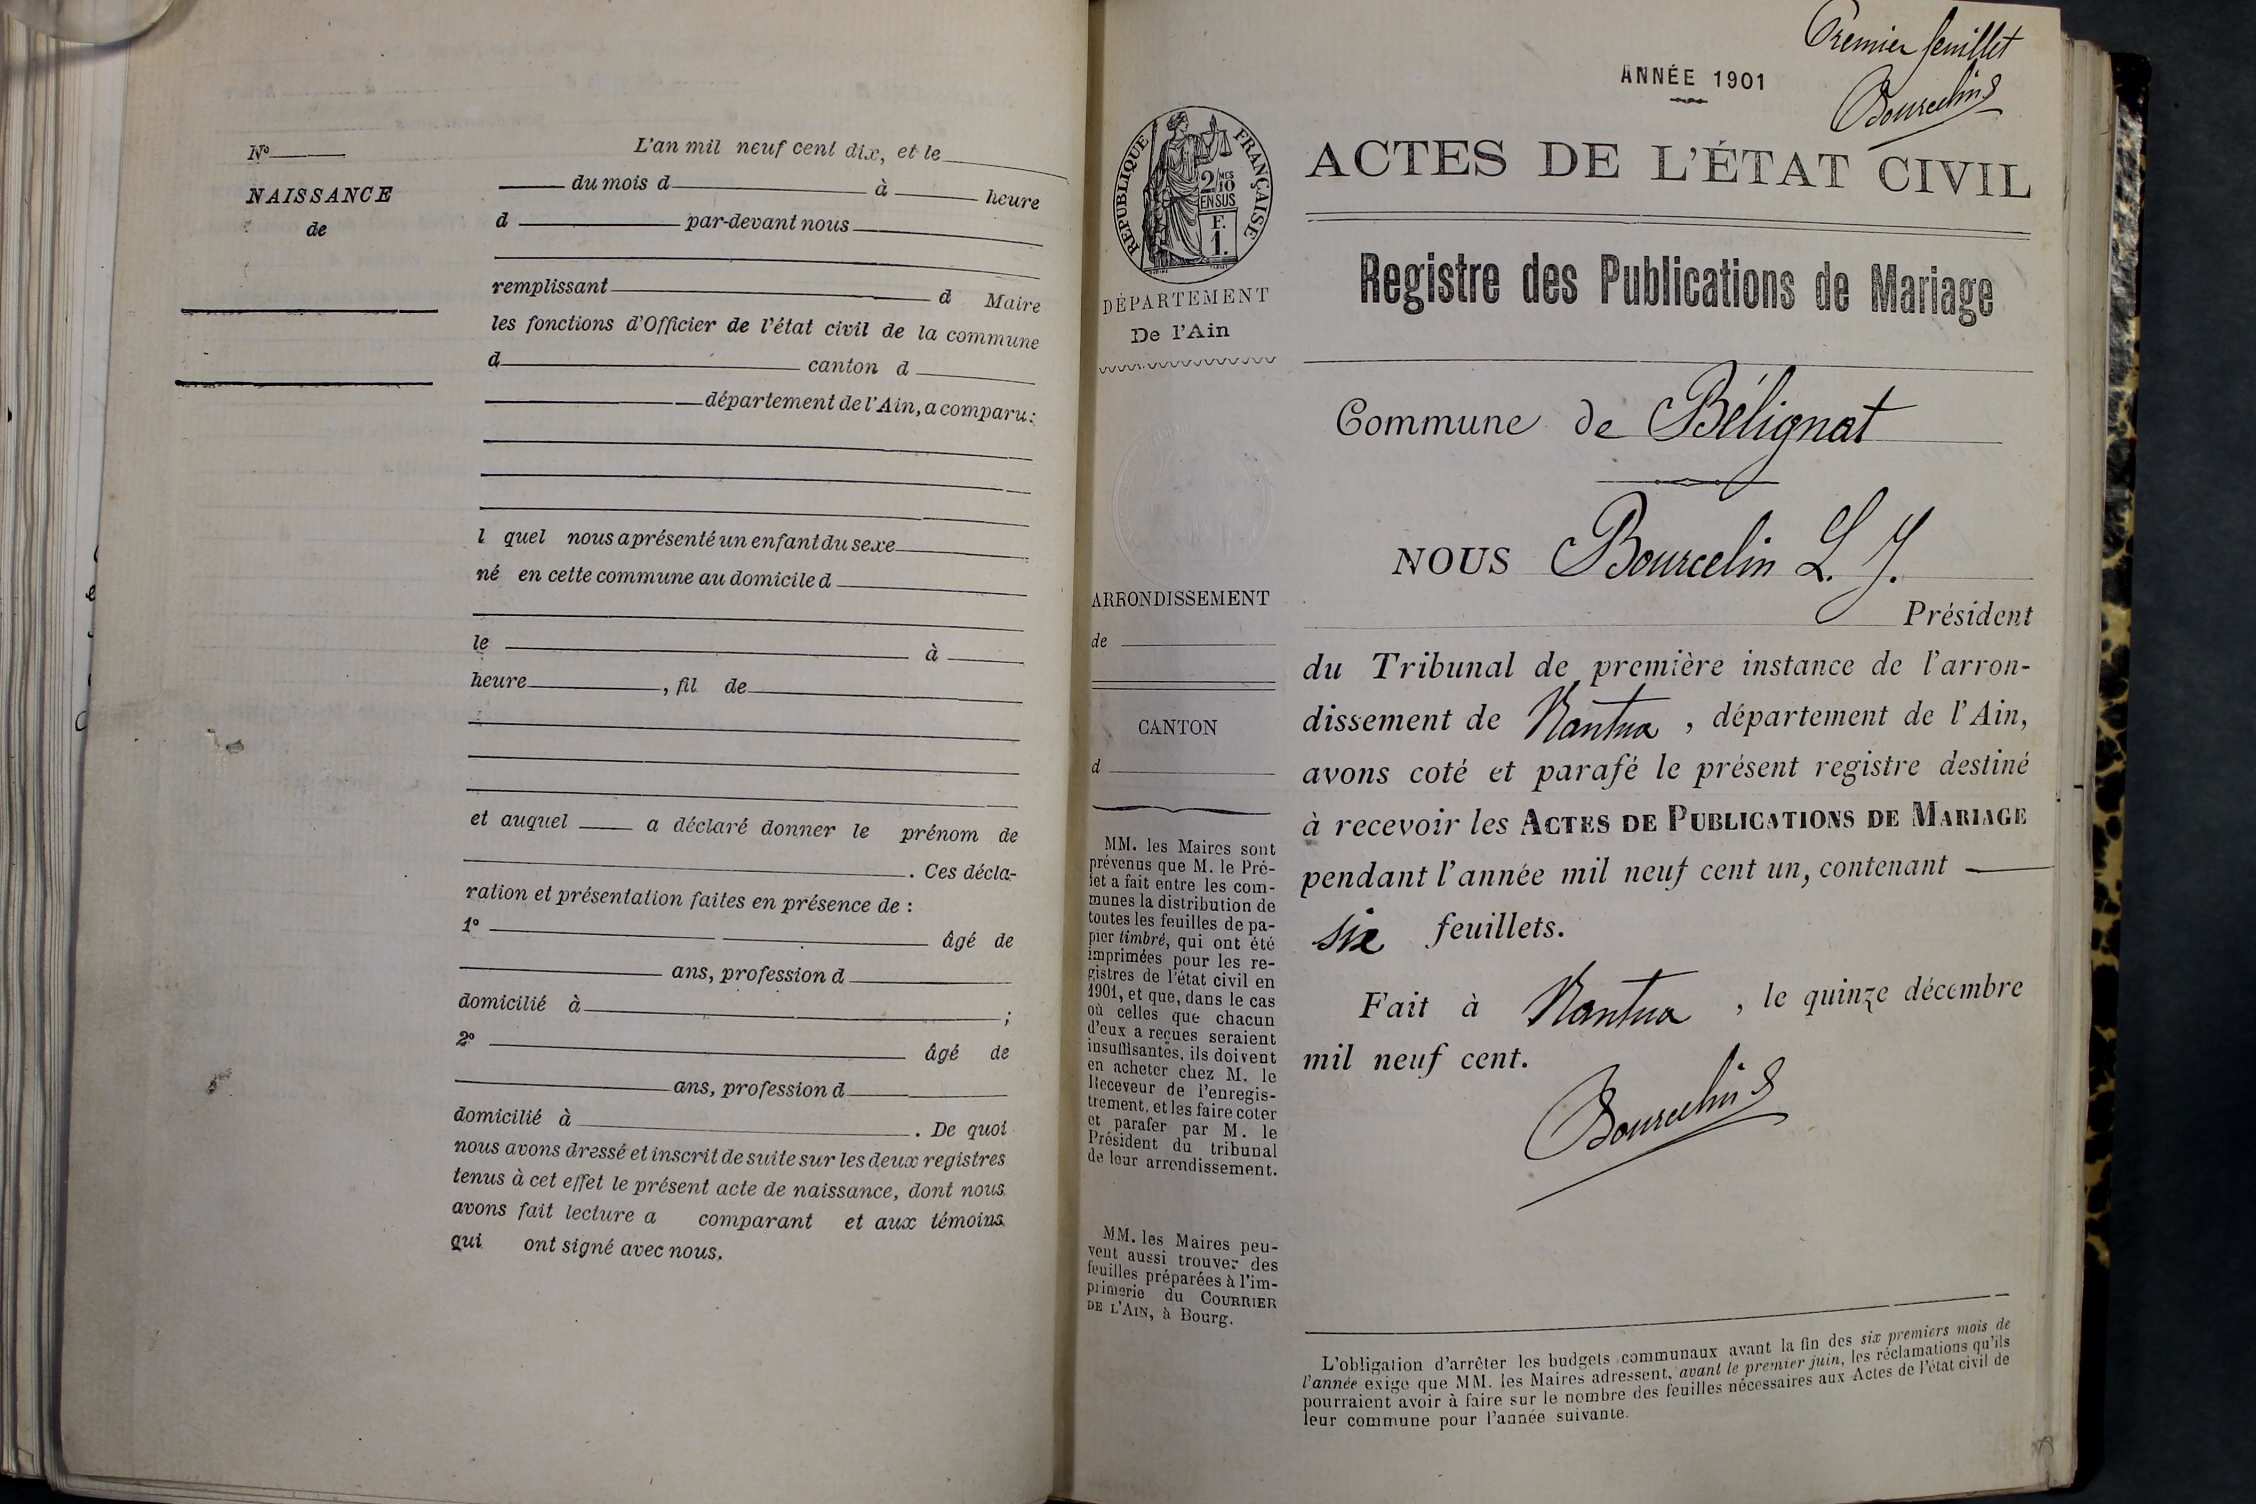 N°
NAISSANCE
de
L'an mil neuf cent dix, et le
du mois d à heure
d par-devant nous
remplissant d Maire
les fonctions d'Officier de l'état civil de la commune
d canton d
département de l'Ain, a comparu :
l quel nous a présenté un enfant du sexe
né en cette commune au domicile d
le à
heure , fil de
et auquel a déclaré donner le prénom de
. Ces décla-
ration et présentation faites en présence de :
1° âgé de
ans, profession d
domicilié à ;
2° âgé de
ans, profession d
domicilié à . De quoi
nous avons dressé et inscrit de suite sur les deux registres
tenus à cet effet le présent acte de naissance, dont nous
avons fait lecture a comparant et aux témoins
qui ont signé avec nous.
Premier feuillet
Bourcelin
ANNÉE 1901
RÉPUBLIQUE FRANÇAISE
2/10 MES
EN SUS
F.
1.
DÉPARTEMENT
De l'Ain
ARRONDISSEMENT
de
CANTON
d
MM. les Maires sont
prévenus que M. le Pré-
fet a fait entre les com-
munes la distribution de
toutes les feuilles de pa-
pier timbré, qui ont été
imprimées pour les re-
gistres de l'état civil en
1901, et que, dans le cas
où celles que chacun
d'eux a reçues seraient
insuffisantes, ils doivent
en acheter chez M. le
Receveur de l'enregis-
trement, et les faire coter
et parafer par M. le
Président du tribunal
de leur arrondissement.
MM. les Maires peu-
vent aussi trouver des
feuilles préparées à l'im-
primerie du COURRIER
DE L'AIN, à Bourg.
ACTES DE L'ÉTAT CIVIL
Registre des Publications de Mariage
Commune de Bélignat
NOUS Bourcelin L. J.
Président
du Tribunal de première instance de l'arron-
dissement de Nantua , département de l'Ain,
avons coté et parafé le présent registre destiné
à recevoir les ACTES DE PUBLICATIONS DE MARIAGE
pendant l'année mil neuf cent un, contenant
six feuillets.
Fait à Nantua , le quinze décembre
mil neuf cent.
Bourcelin
L'obligation d'arrêter les budgets communaux avant la fin des six premiers mois de
l'année exige que MM. les Maires adressent, avant le premier juin, les réclamations qu'ils
pourraient avoir à faire sur le nombre des feuilles nécessaires aux Actes de l'état civil de
leur commune pour l'année suivante.